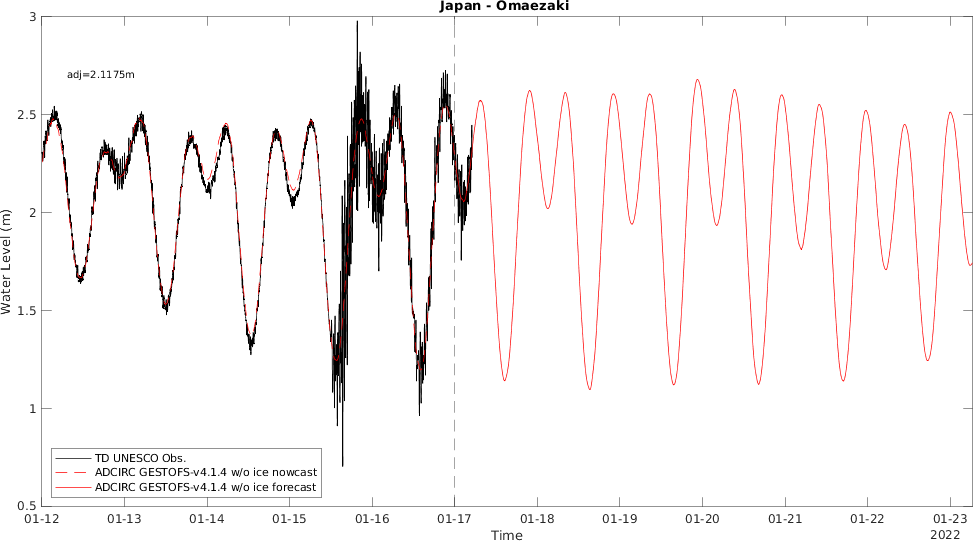 Japan - Omaezaki
3
adj=2.1175m
2.5
2
1.5
1
0.5
Water Level (m)
TD UNESCO Obs.
ADCIRC GESTOFS-v4.1.4 w/o ice nowcast
ADCIRC GESTOFS-v4.1.4 w/o ice forecast
01-12 01-13 01-14 01-15 01-16 01-17 01-18 01-19 01-20 01-21 01-22 01-23
Time 2022